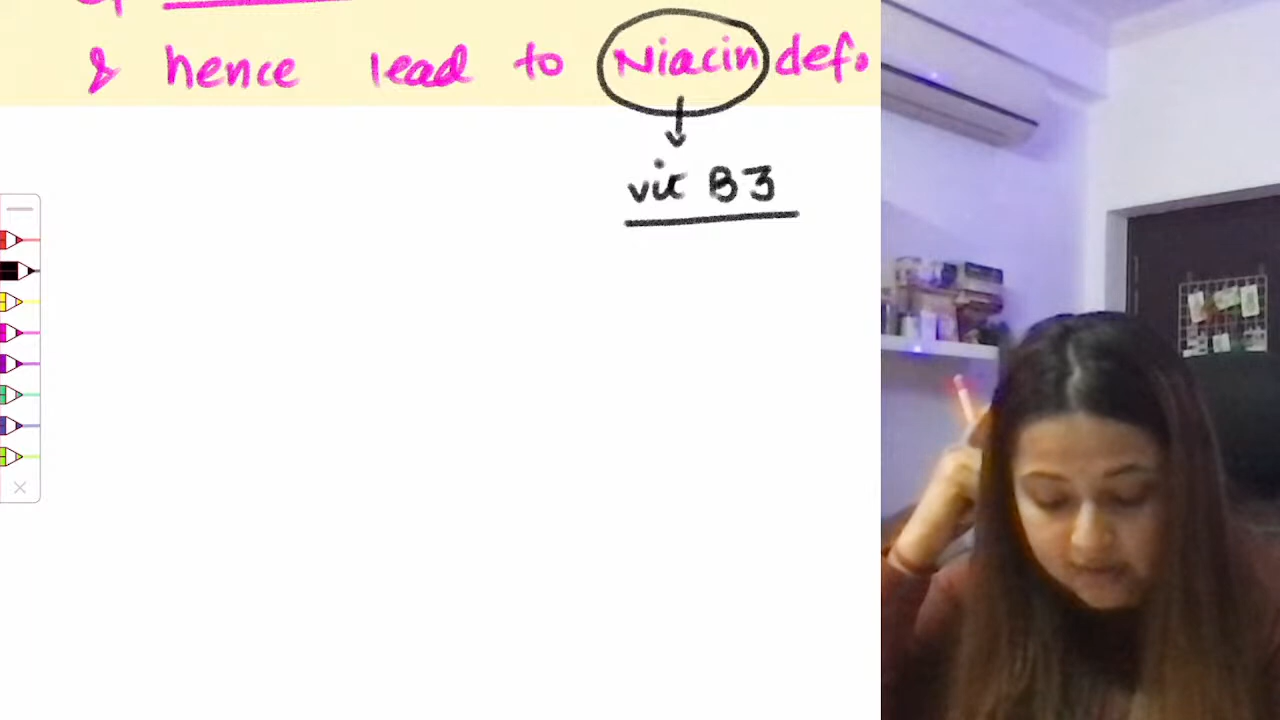 & hence lead to Niacin def.
vit B3